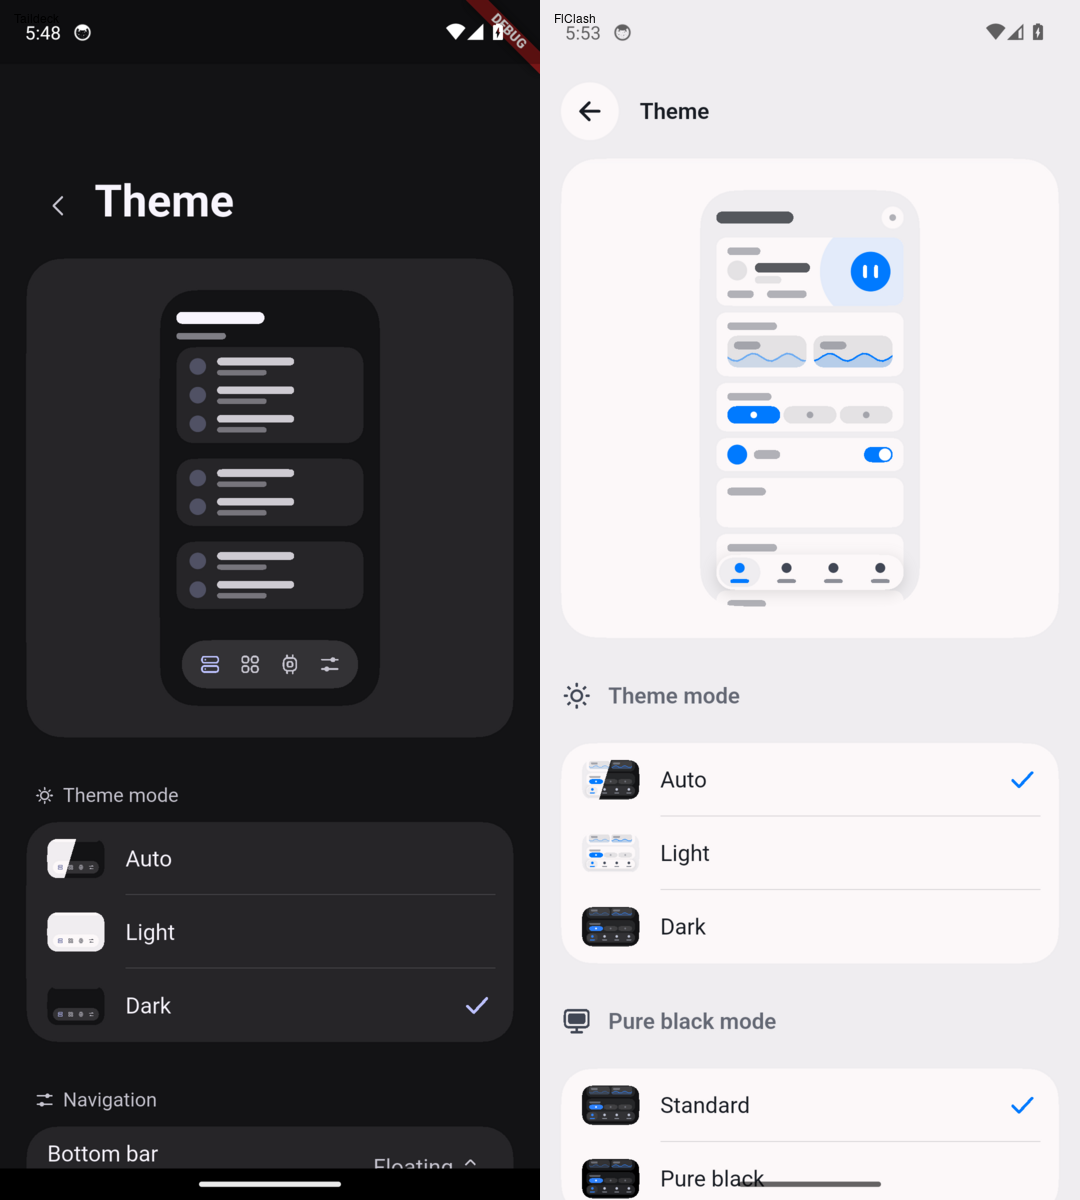 Taildeck
5:48
DEBUG
Theme
Theme mode
Auto
Light
Dark
Navigation
Bottom bar
Floating
FlClash
5:53
Theme
Theme mode
Auto
Light
Dark
Pure black mode
Standard
Pure black